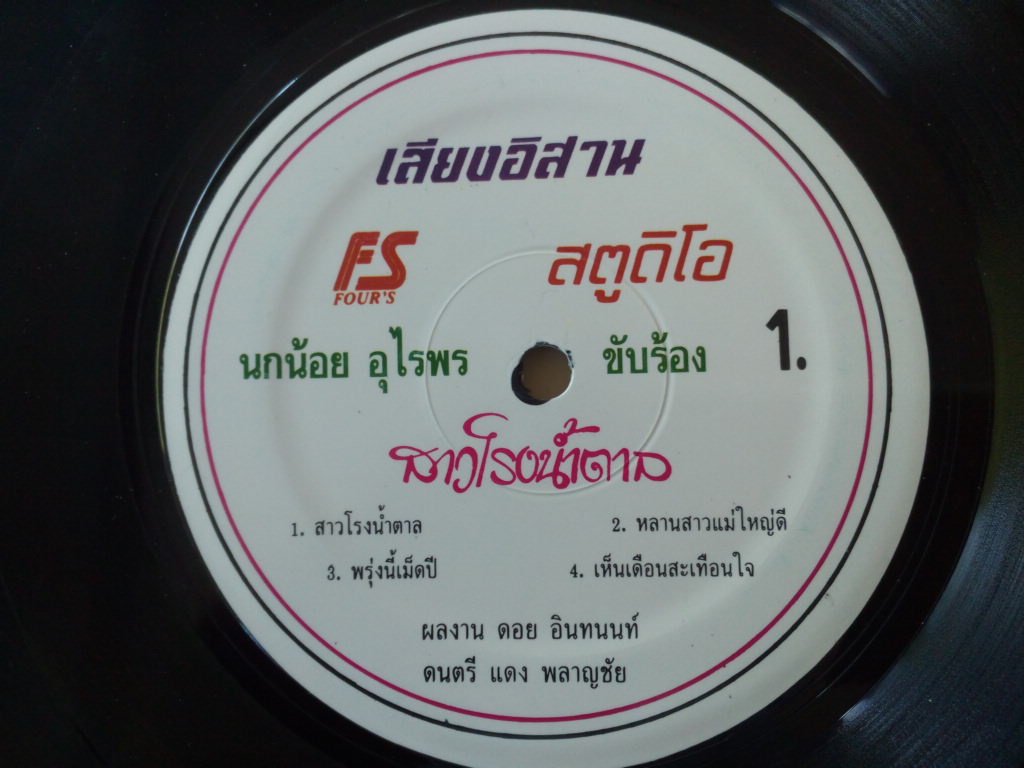 เสียงอิสาน
FS สตูดิโอ
FOUR'S
นกน้อย อุไรพร ขับร้อง 1.
สาวโรงน้ำตาล
1. สาวโรงน้ำตาล 2. หลานสาวแม่ใหญ่ดี
3. พรุ่งนี้เม็ดปี 4. เห็นเดือนสะเทือนใจ
ผลงาน ดอย อินทนนท์
ดนตรี แดง พลาญชัย